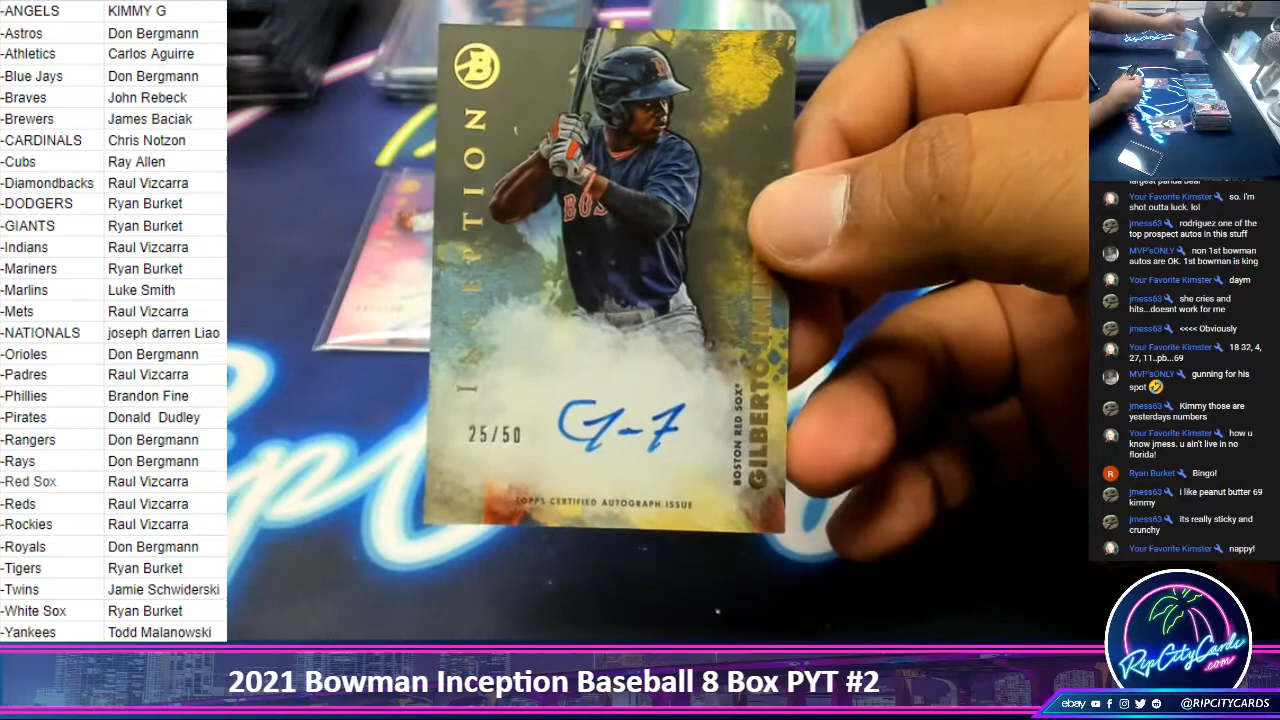 -ANGELS KIMMY G
-Astros Don Bergmann
-Athletics Carlos Aguirre
-Blue Jays Don Bergmann
-Braves John Rebeck
-Brewers James Baciak
-CARDINALS Chris Notzon
-Cubs Ray Allen
-Diamondbacks Raul Vizcarra
-DODGERS Ryan Burket
-GIANTS Ryan Burket
-Indians Raul Vizcarra
-Mariners Ryan Burket
-Marlins Luke Smith
-Mets Raul Vizcarra
-NATIONALS joseph darren Liao
-Orioles Don Bergmann
-Padres Raul Vizcarra
-Phillies Brandon Fine
-Pirates Donald Dudley
-Rangers Don Bergmann
-Rays Don Bergmann
-Red Sox Raul Vizcarra
-Reds Raul Vizcarra
-Rockies Raul Vizcarra
-Royals Don Bergmann
-Tigers Ryan Burket
-Twins Jamie Schwiderski
-White Sox Ryan Burket
-Yankees Todd Malanowski
B
INCEPTION
BOS
25/50
BOSTON RED SOX
GILBERTO
TOPPS CERTIFIED AUTOGRAPH ISSUE
largest panda bear
Your Favorite Kimster so. I'm
shot outta luck. lol
jmess63 rodriguez one of the
top prospect autos in this stuff
MVP'sONLY non 1st bowman
autos are OK. 1st bowman is king
Your Favorite Kimster daym
jmess63 she cries and
hits...doesnt work for me
jmess63 <<<< Obviously
Your Favorite Kimster 18 32, 4,
27, 11..pb...69
MVP'sONLY gunning for his
spot 🤣
jmess63 Kimmy those are
yesterdays numbers
Your Favorite Kimster how u
know jmess. u ain't live in no
florida!
R Ryan Burket Bingo!
jmess63 i like peanut butter 69
kimmy
jmess63 its really sticky and
crunchy
Your Favorite Kimster nappy!
RipCityCards
.com
2021 Bowman Inception Baseball 8 Box PYT #2
ebay @RIPCITYCARDS